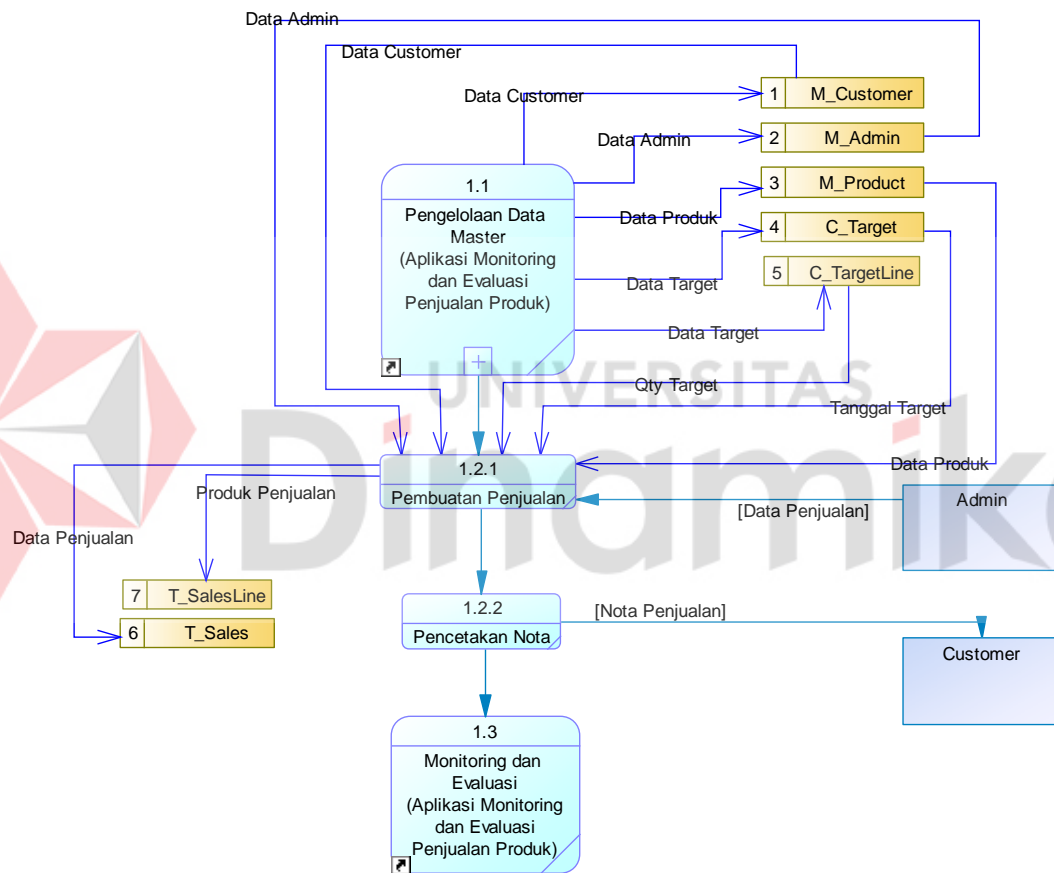 Data Admin
Data Customer
Data Customer
1 M_Customer
Data Admin
2 M_Admin
1.1
Pengelolaan Data
Master
(Aplikasi Monitoring
dan Evaluasi
Penjualan Produk)
3 M_Product
Data Produk
4 C_Target
5 C_TargetLine
Data Target
Data Target
UNIVERSITAS
Dinamika
Qty Target
Tanggal Target
1.2.1
Pembuatan Penjualan
Data Produk
Produk Penjualan
Admin
[Data Penjualan]
Data Penjualan
7 T_SalesLine
6 T_Sales
1.2.2
Pencetakan Nota
[Nota Penjualan]
Customer
1.3
Monitoring dan
Evaluasi
(Aplikasi Monitoring
dan Evaluasi
Penjualan Produk)